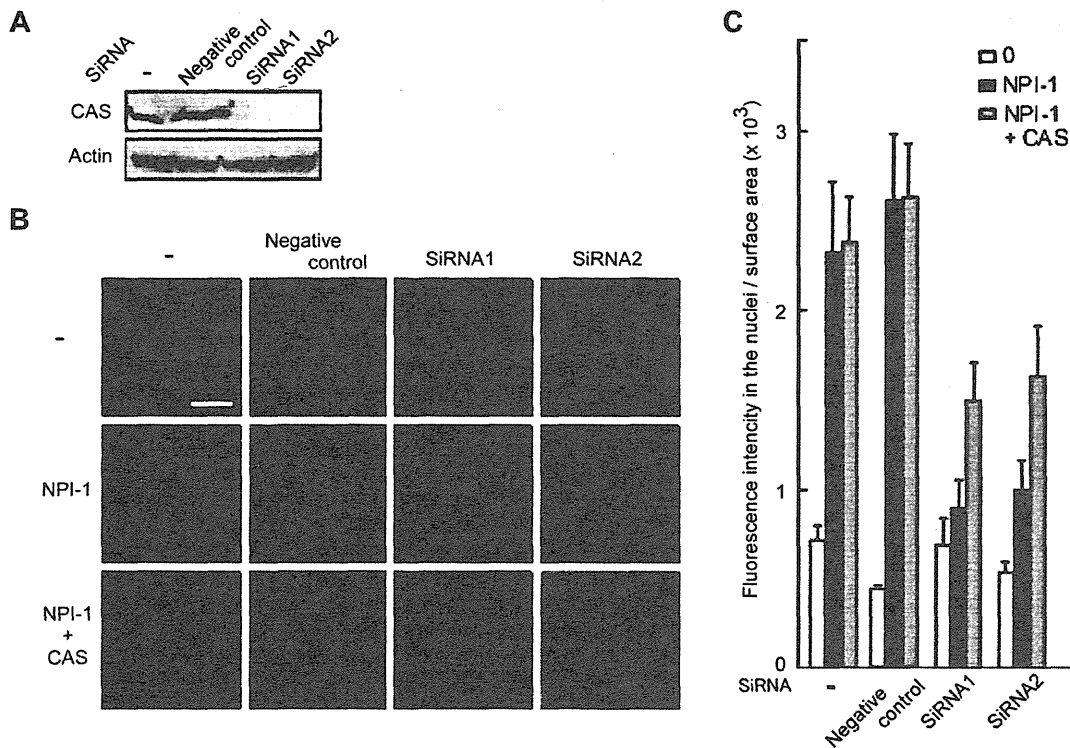 A
SiRNA
-
Negative control
SiRNA1
SiRNA2
CAS
Actin
B
-
Negative control
SiRNA1
SiRNA2
-
NPI-1
NPI-1
+
CAS
C
Fluorescence intencity in the nuclei / surface area (x 10³)
0
NPI-1
NPI-1
+ CAS
3
2
1
0
SiRNA
-
Negative control
SiRNA1
SiRNA2